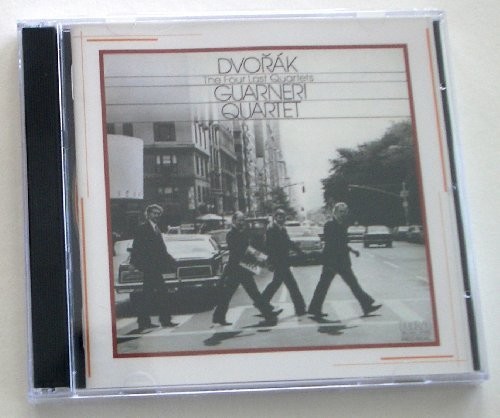 DVOŘÁK
The Four Last Quartets
GUARNERI
QUARTET